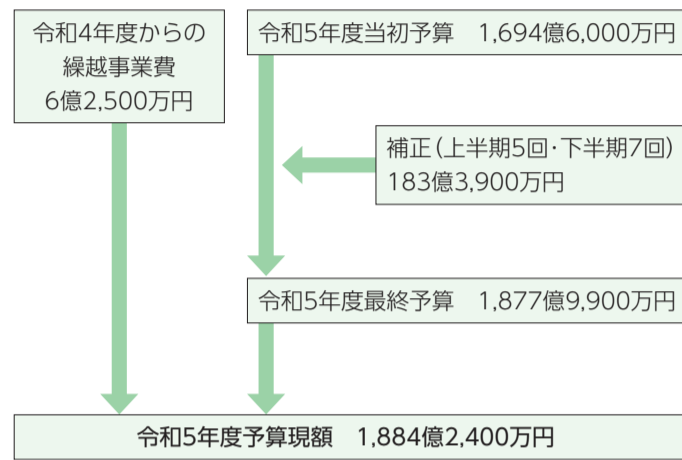 令和4年度からの
繰越事業費
6億2,500万円
令和5年度当初予算　1,694億6,000万円
補正（上半期5回・下半期7回）
183億3,900万円
令和5年度最終予算　1,877億9,900万円
令和5年度予算現額　1,884億2,400万円